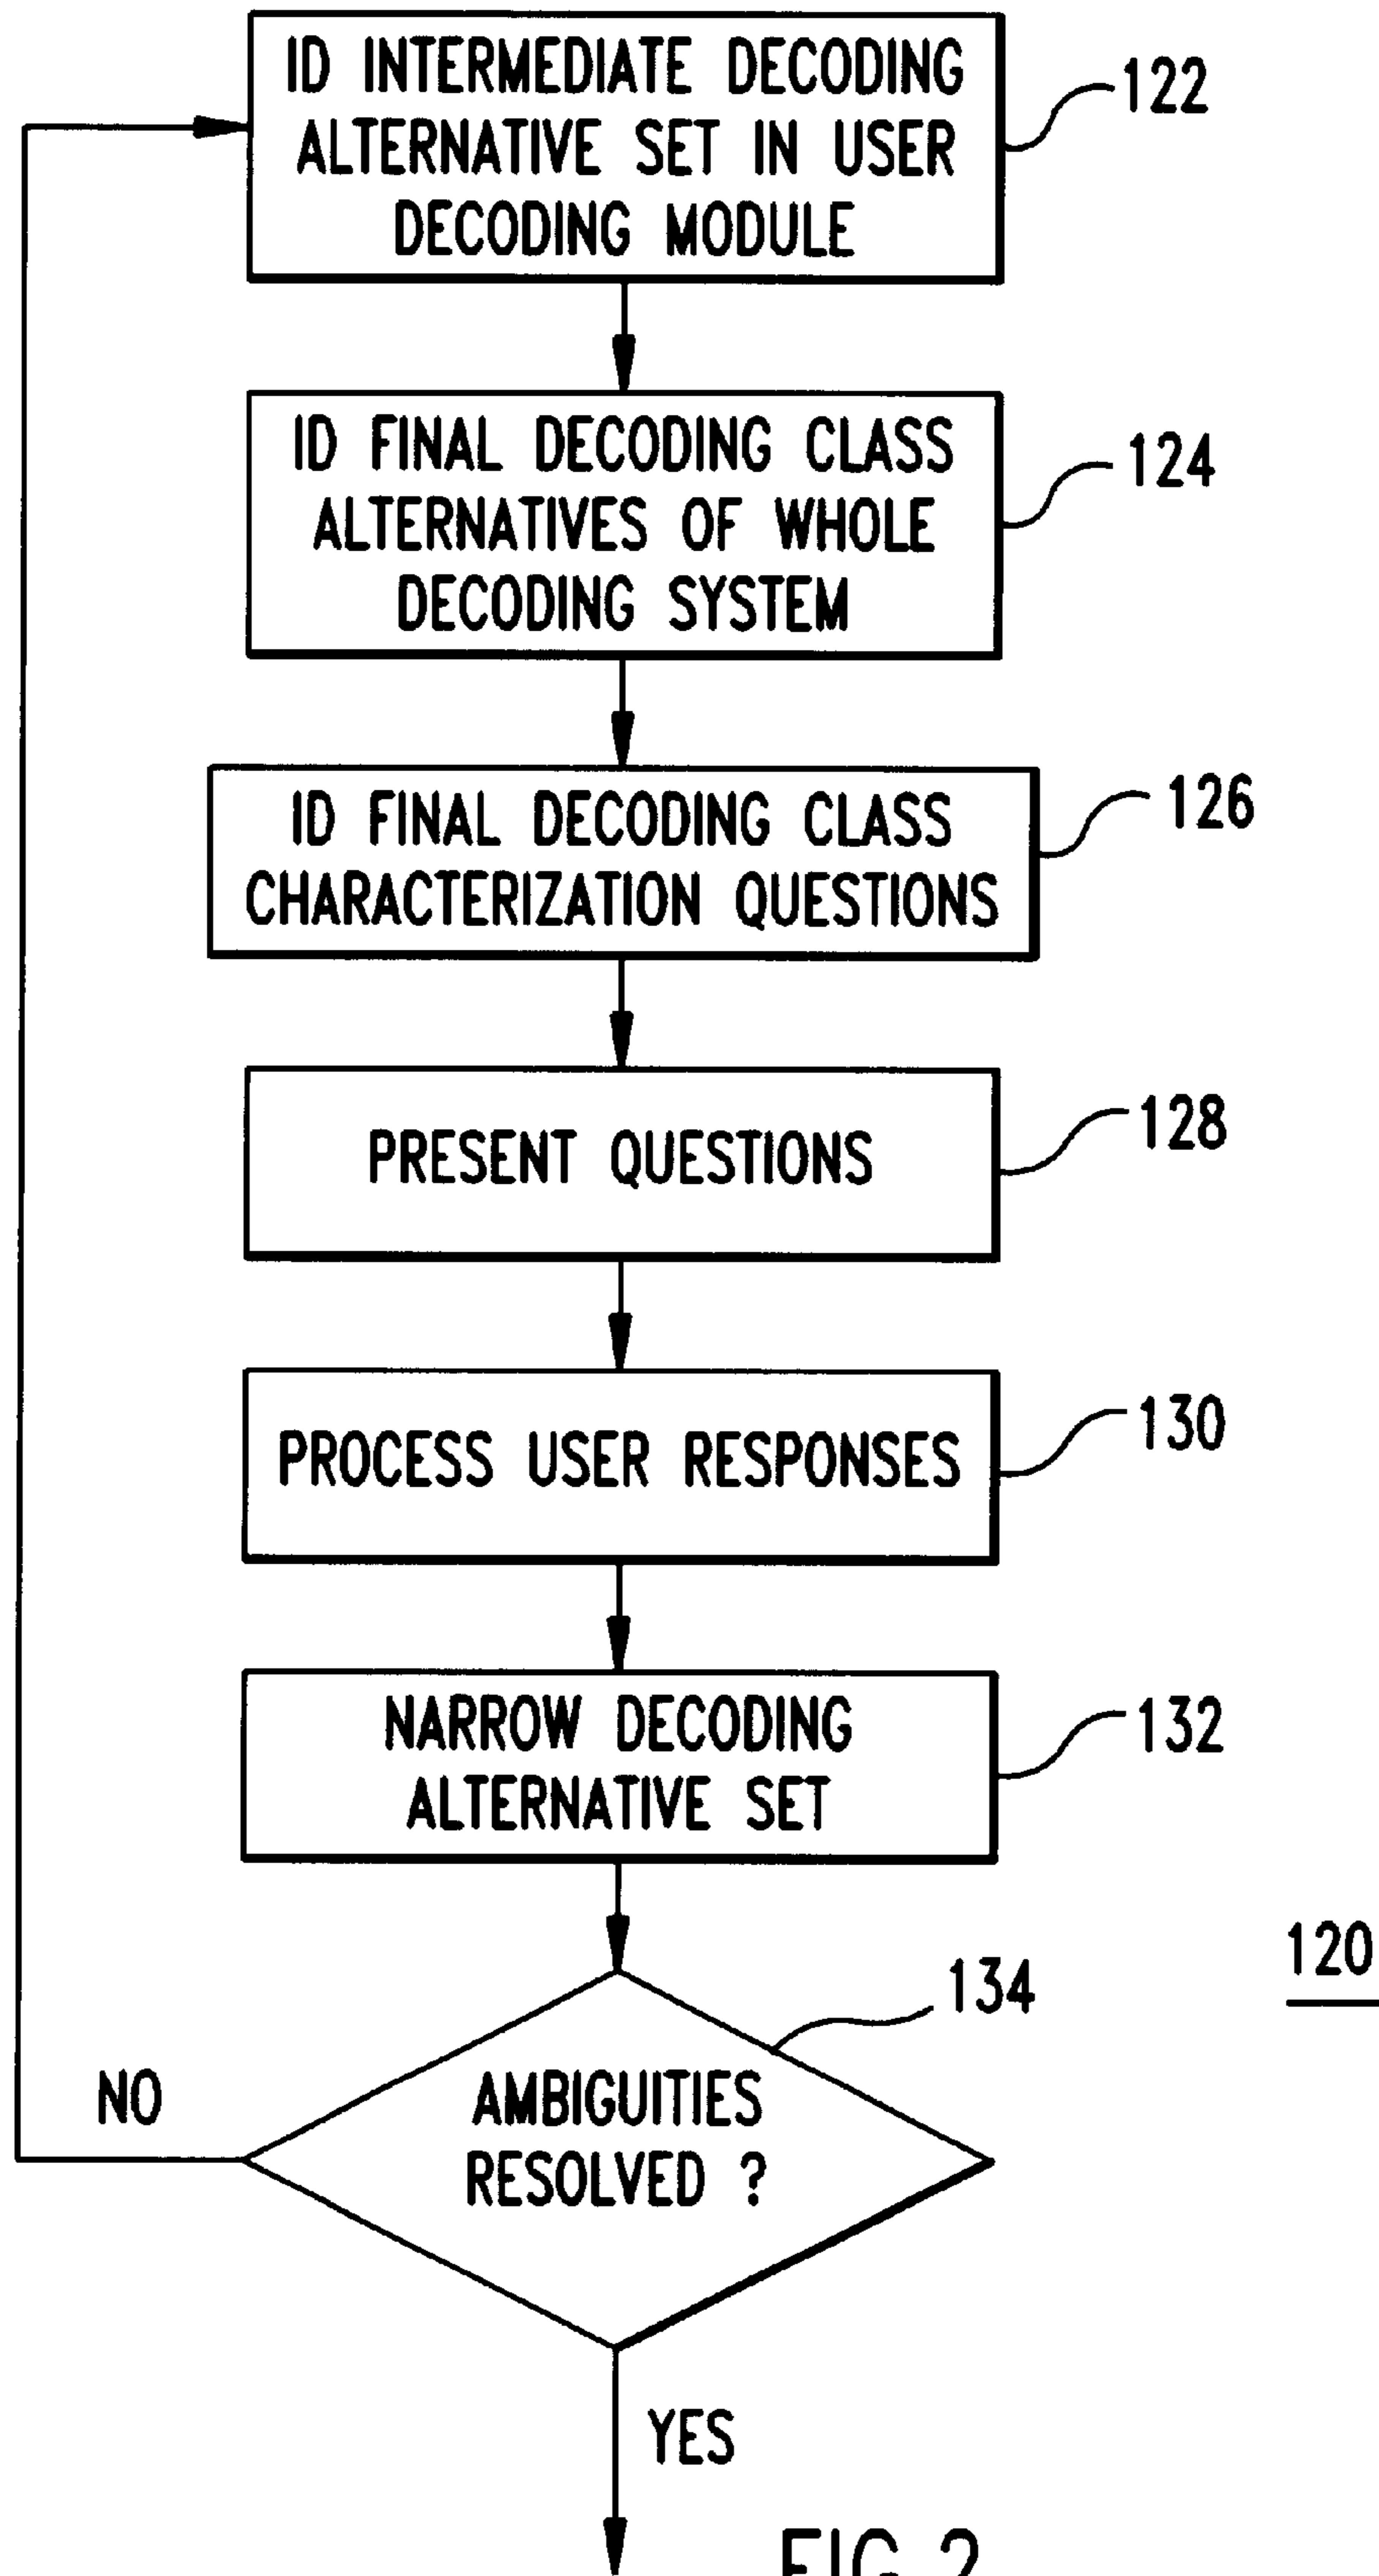 ID INTERMEDIATE DECODING
ALTERNATIVE SET IN USER
DECODING MODULE
122
ID FINAL DECODING CLASS
ALTERNATIVES OF WHOLE
DECODING SYSTEM
124
ID FINAL DECODING CLASS
CHARACTERIZATION QUESTIONS
126
PRESENT QUESTIONS
128
PROCESS USER RESPONSES
130
NARROW DECODING
ALTERNATIVE SET
132
120
134
AMBIGUITIES
RESOLVED ?
NO
YES
FIG. 2